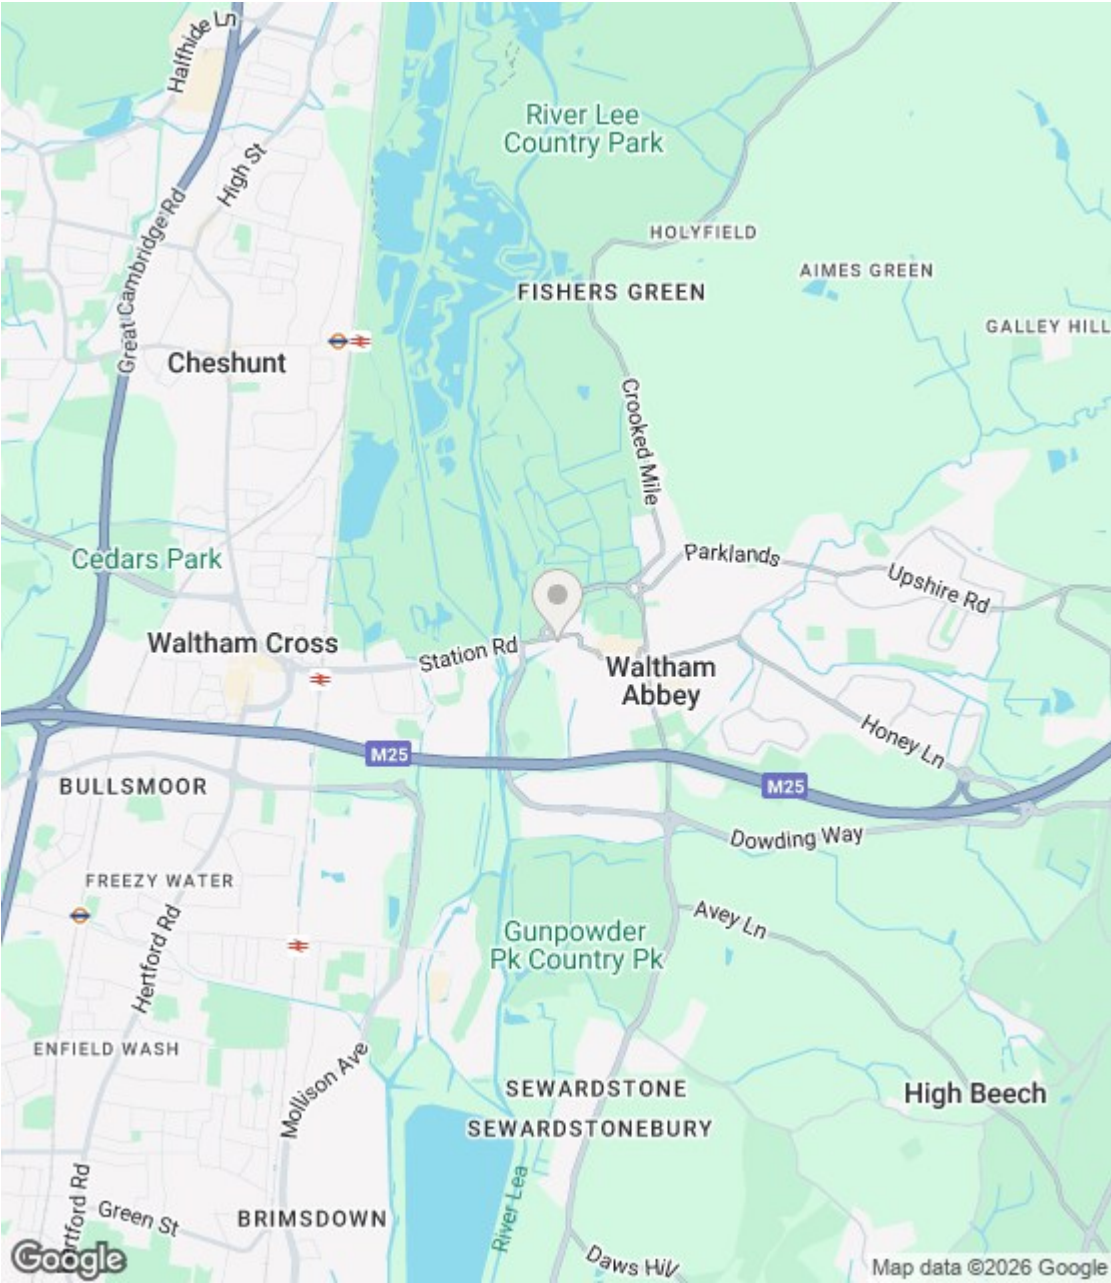 Halfhide Ln
River Lee
Country Park
High St
Great Cambridge Rd
HOLYFIELD
AIMES GREEN
FISHERS GREEN
GALLEY HILL
Cheshunt
Crooked Mile
Cedars Park
Parklands
Upshire Rd
Waltham Cross
Station Rd
Waltham
Abbey
Honey Ln
M25
M25
BULLSMOOR
Dowding Way
FREEZY WATER
Hertford Rd
Avey Ln
Gunpowder
Pk Country Pk
ENFIELD WASH
Mollison Ave
SEWARDSTONE
High Beech
SEWARDSTONEBURY
River Lea
rtford Rd
Green St
BRIMSDOWN
Daws Hill
Google
Map data ©2026 Google